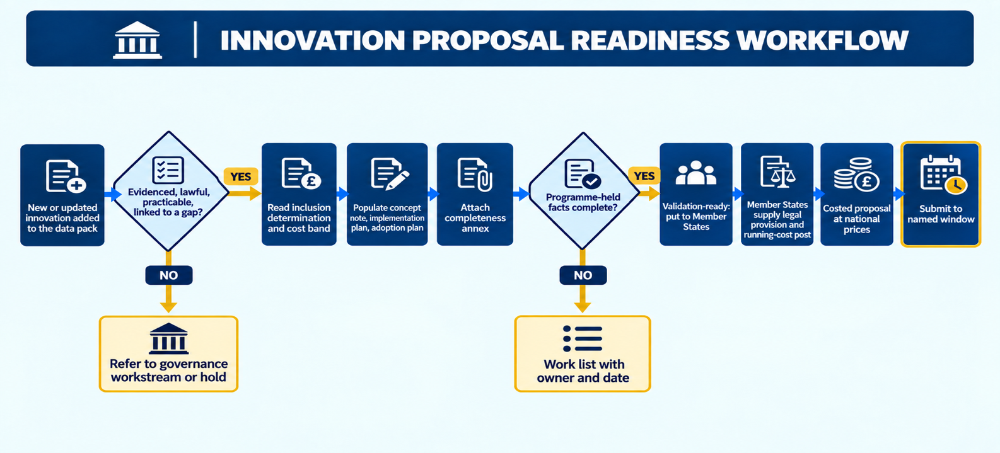 INNOVATION PROPOSAL READINESS WORKFLOW
New or updated
innovation added
to the data pack
Evidenced, lawful,
practicable,
linked to a gap?
YES
Read inclusion
determination
and cost band
Populate concept
note, implementation
plan, adoption plan
Attach
completeness
annex
Programme-held
facts complete?
YES
Validation-ready:
put to Member
States
Member States
supply legal
provision and
running-cost post
Costed proposal
at national
prices
Submit to
named window
NO
Refer to governance
workstream or hold
NO
Work list with
owner and date
£
£